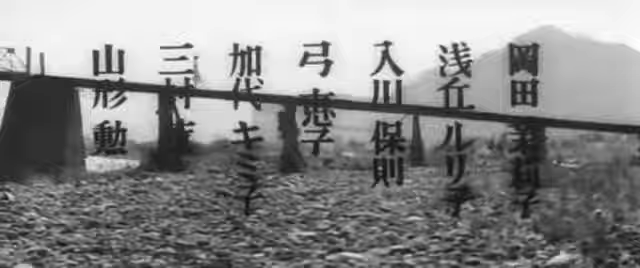 岡田 茉莉子
浅丘 ルリ子
入川 保則
弓 恵子
加代 キミ子
三村
山形 勲